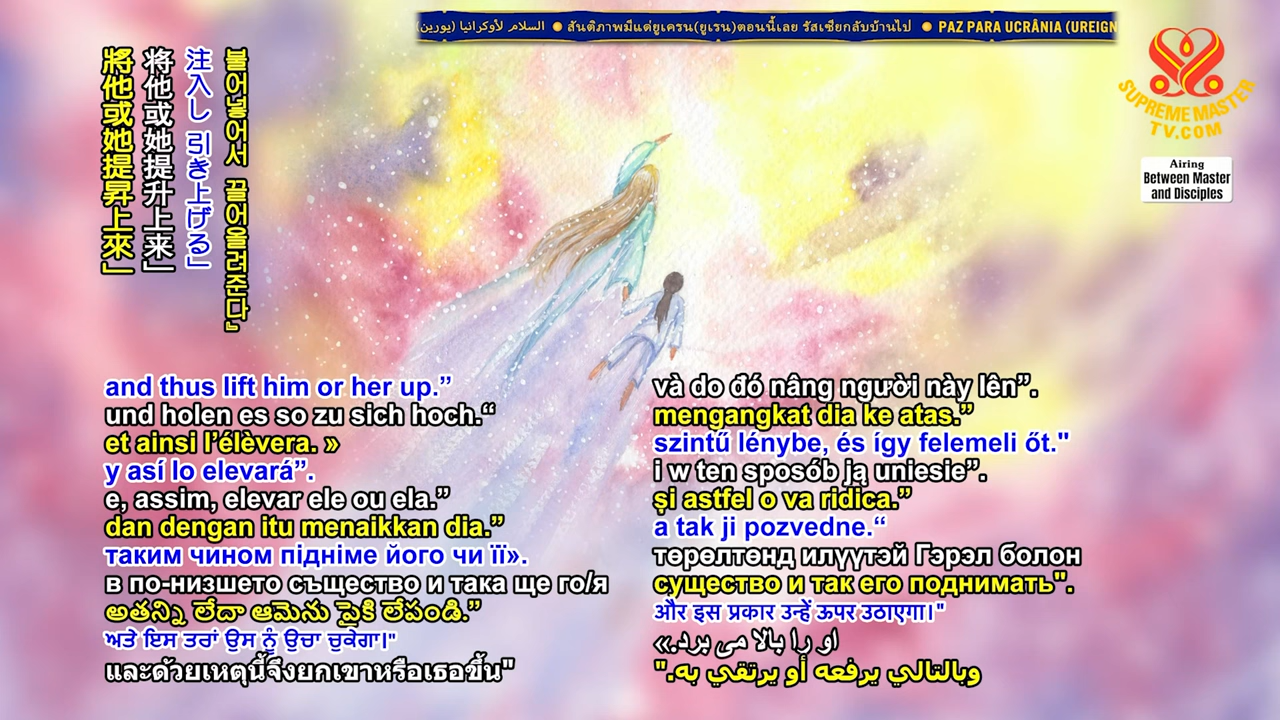 السلام لأوكرانيا (يورين) สันติภาพมีแด่ยูเครน(ยูเรน)ตอนนี้เลย รัสเซียกลับบ้านไป PAZ PARA UCRÂNIA (UREIGN
SUPREME MASTER
TV.COM
Airing
Between Master
and Disciples
불어넣어서 끌어올려준다』
注入し 引き上げる」
将他或她提升上来」
將他或她提昇上來」
and thus lift him or her up.”
und holen es so zu sich hoch.“
et ainsi l’élèvera. »
y así lo elevará”.
e, assim, elevar ele ou ela.”
dan dengan itu menaikkan dia.”
таким чином підніме його чи її».
в по-низшето същество и така ще го/я
అతన్ని లేదా ఆమెను పైకి లేపండి.”
ਅਤੇ ਇਸ ਤਰਾਂ ਉਸ ਨੂੰ ਉਚਾ ਚੁਕੇਗਾ।"
และด้วยเหตุนี้จึงยกเขาหรือเธอขึ้น"
và do đó nâng người này lên”.
mengangkat dia ke atas.”
szintű lénybe, és így felemeli őt."
i w ten sposób ją uniesie”.
și astfel o va ridica.”
a tak ji pozvedne.“
төрөлтөнд илүүтэй Гэрэл болон
существо и так его поднимать".
और इस प्रकार उन्हें ऊपर उठाएगा।"
او را بالا می برد.»
وبالتالي يرفعه أو يرتقي به."